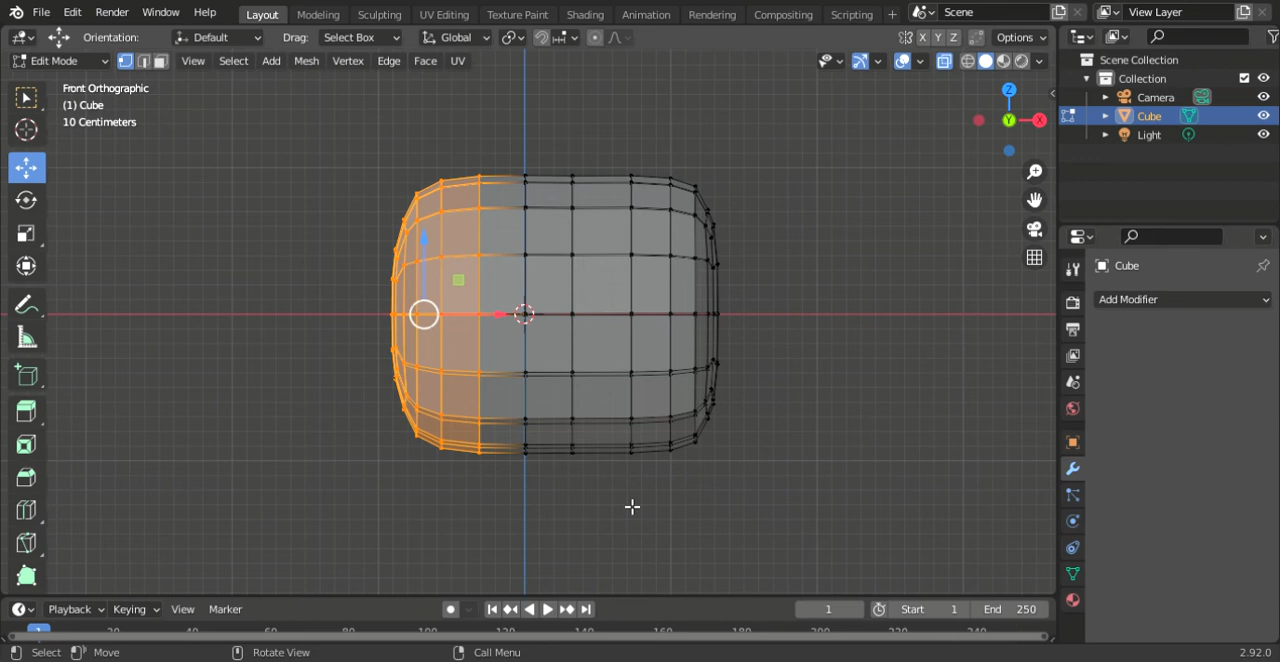 File Edit Render Window Help Layout Modeling Sculpting UV Editing Texture Paint Shading Animation Rendering Compositing Scripting + Scene View Layer
Orientation: Default Drag: Select Box Global X Y Z Options
Edit Mode View Select Add Mesh Vertex Edge Face UV
Front Orthographic
(1) Cube
10 Centimeters
Z
Y
X
Scene Collection
Collection
Camera
Cube
Light
Cube
Add Modifier
Playback Keying View Marker 1 Start 1 End 250
1 20 60 80 100 120 140 160 180 200 220 240
Select Move Rotate View Call Menu 2.92.0